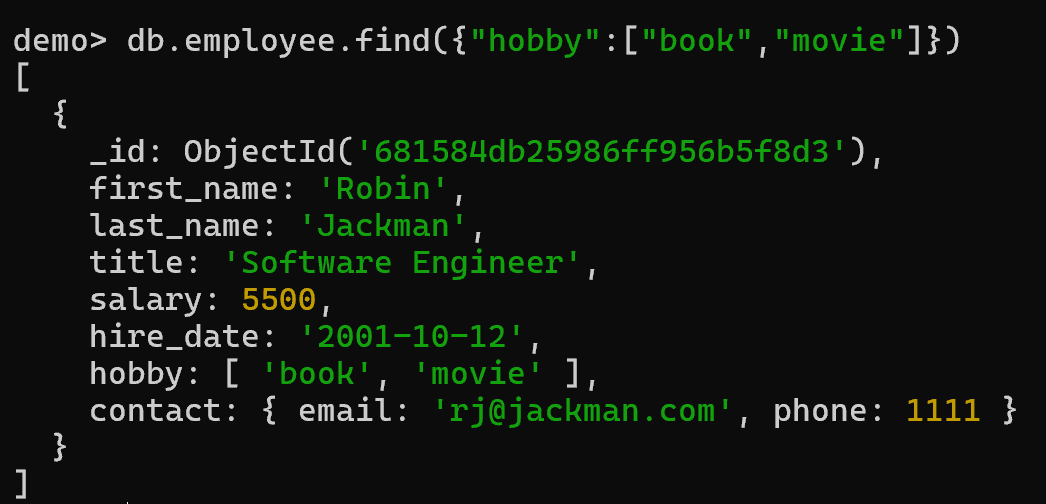 demo> db.employee.find({"hobby":["book","movie"]})
[
  {
    _id: ObjectId('681584db25986ff956b5f8d3'),
    first_name: 'Robin',
    last_name: 'Jackman',
    title: 'Software Engineer',
    salary: 5500,
    hire_date: '2001-10-12',
    hobby: [ 'book', 'movie' ],
    contact: { email: 'rj@jackman.com', phone: 1111 }
  }
]